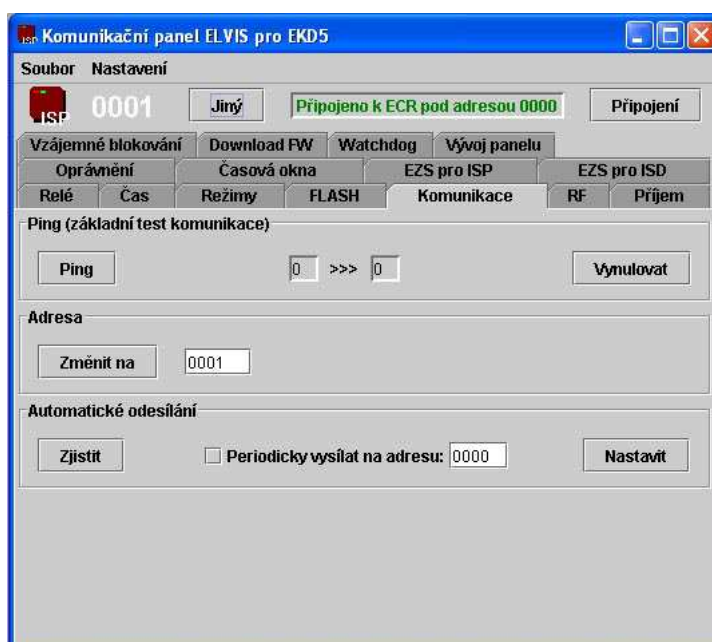 Komunikační panel ELVIS pro EKD5
Soubor Nastavení
ISP 0001 Jiný Připojeno k ECR pod adresou 0000 Připojení
Vzájemné blokování Download FW Watchdog Vývoj panelu
Oprávnění Časová okna EZS pro ISP EZS pro ISD
Relé Čas Režimy FLASH Komunikace RF Příjem
Ping (základní test komunikace)
Ping 0 >>> 0 Vynulovat
Adresa
Změnit na 0001
Automatické odesílání
Zjistit Periodicky vysílat na adresu: 0000 Nastavit